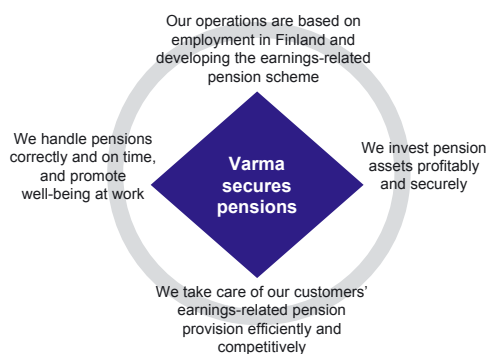 Our operations are based on
employment in Finland and
developing the earnings-related
pension scheme
We handle pensions
correctly and on time,
and promote
well-being at work
Varma
secures
pensions
We invest pension
assets profitably
and securely
We take care of our customers’
earnings-related pension
provision efficiently and
competitively